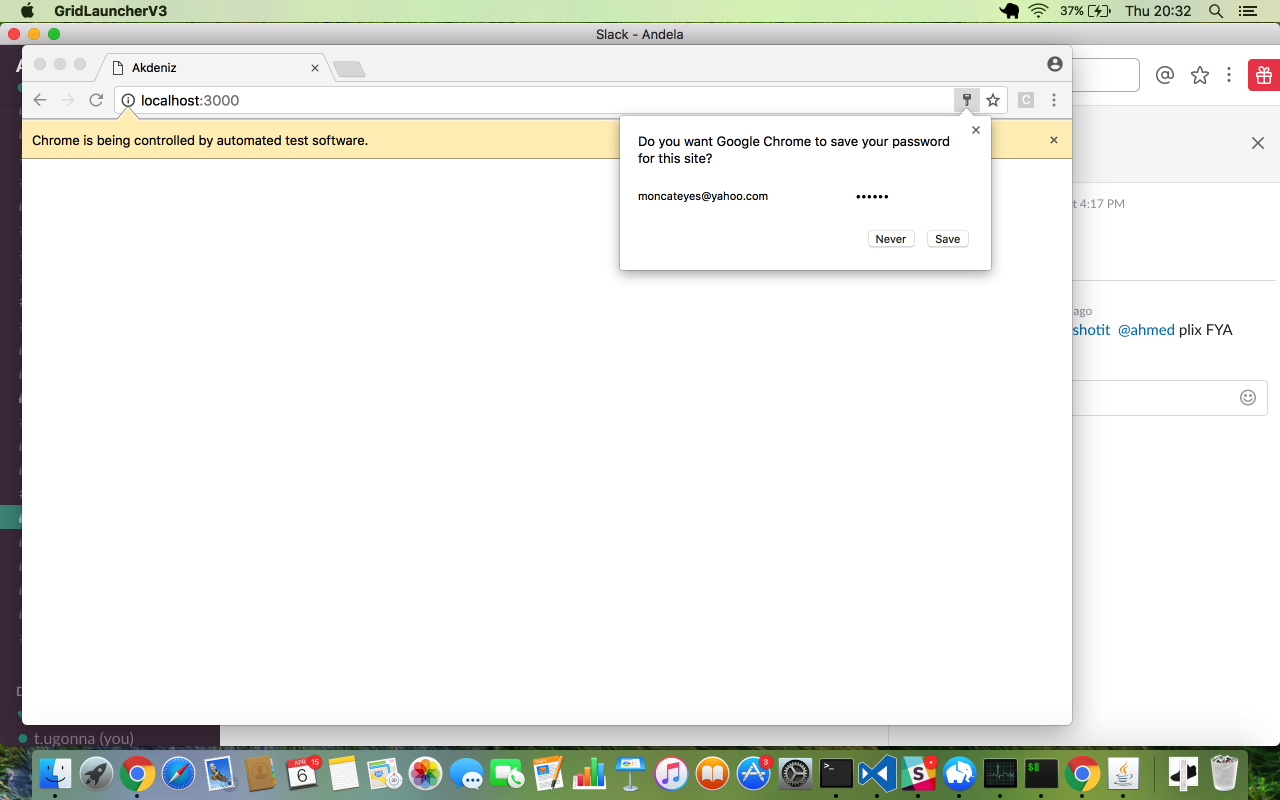 GridLauncherV3
37%
Thu 20:32
Slack - Andela
Akdeniz
localhost:3000
C
Chrome is being controlled by automated test software.
Do you want Google Chrome to save your password
for this site?
moncateyes@yahoo.com
••••••
Never
Save
t 4:17 PM
ago
shotit @ahmed plix FYA
t.ugonna (you)
APR
15
6
3